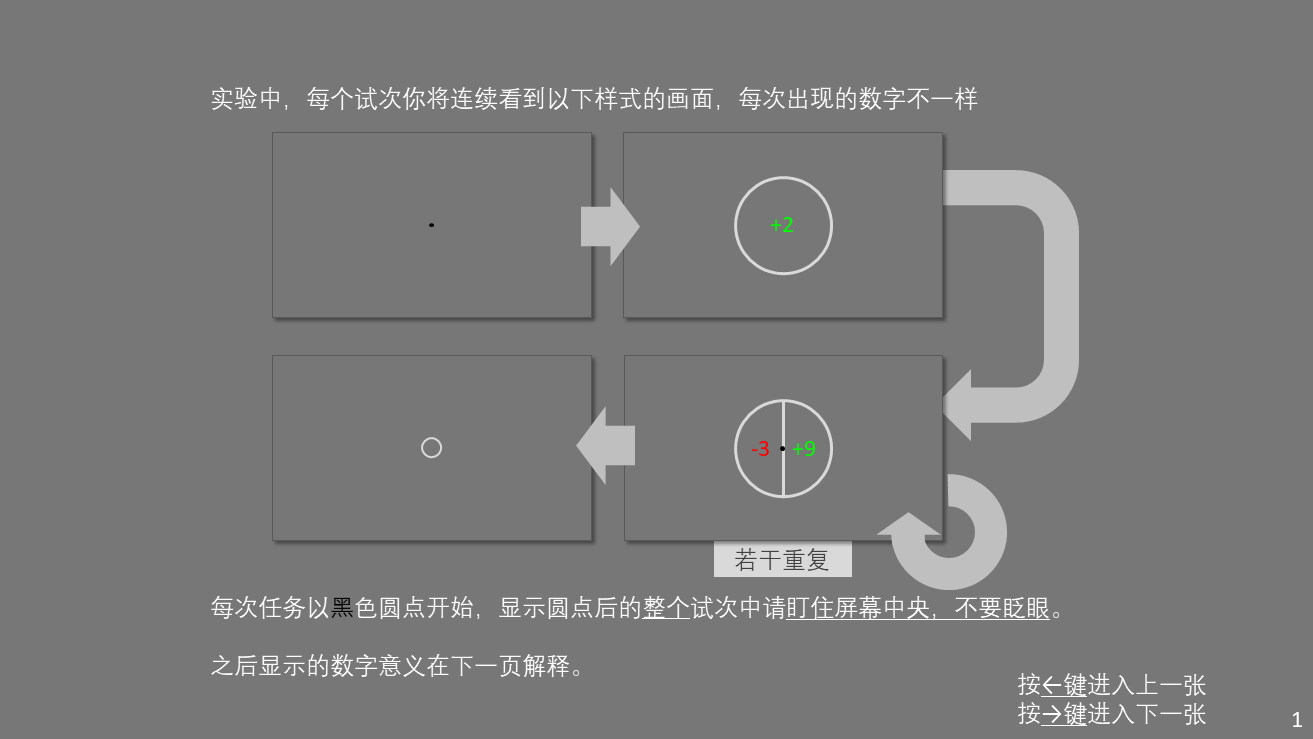 实验中，每个试次你将连续看到以下样式的画面，每次出现的数字不一样
+2
-3 +9
若干重复
每次任务以黑色圆点开始，显示圆点后的整个试次中请盯住屏幕中央，不要眨眼。
之后显示的数字意义在下一页解释。
按←键进入上一张
按→键进入下一张
1